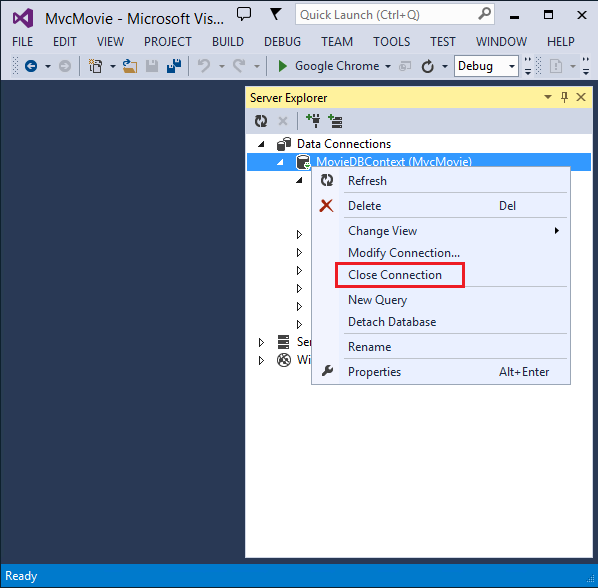 MvcMovie - Microsoft Vis...
Quick Launch (Ctrl+Q)
FILE EDIT VIEW PROJECT BUILD DEBUG TEAM TOOLS TEST WINDOW HELP
Google Chrome Debug
Server Explorer
Data Connections
MovieDBContext (MvcMovie)
Refresh
Delete Del
Change View
Modify Connection...
Close Connection
New Query
Detach Database
Rename
Properties Alt+Enter
Ser
Wi
Ready